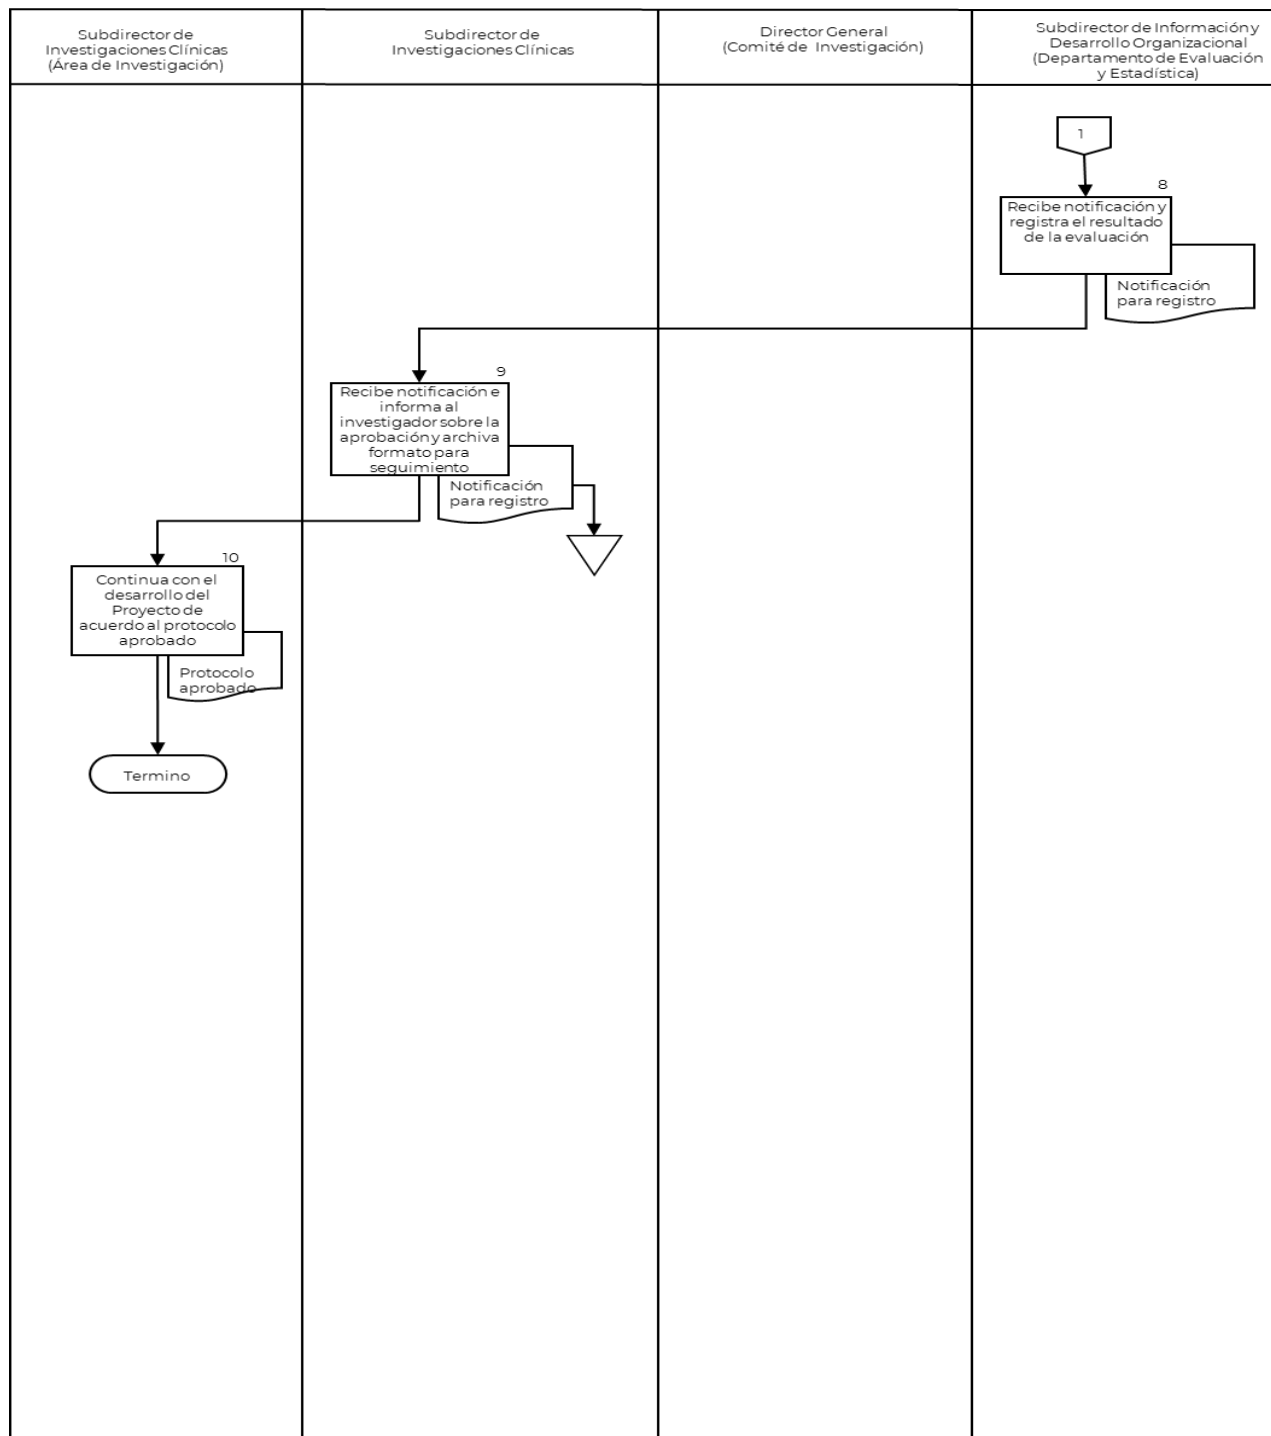 Subdirector de
Investigaciones Clínicas
(Área de Investigación)
Subdirector de
Investigaciones Clínicas
Director General
(Comité de Investigación)
Subdirector de Información y
Desarrollo Organizacional
(Departamento de Evaluación
y Estadística)
1
8
Recibe notificación y
registra el resultado
de la evaluación
Notificación
para registro
9
Recibe notificación e
informa al
investigador sobre la
aprobación y archiva
formato para
seguimiento
Notificación
para registro
10
Continua con el
desarrollo del
Proyecto de
acuerdo al protocolo
aprobado
Protocolo
aprobado
Termino